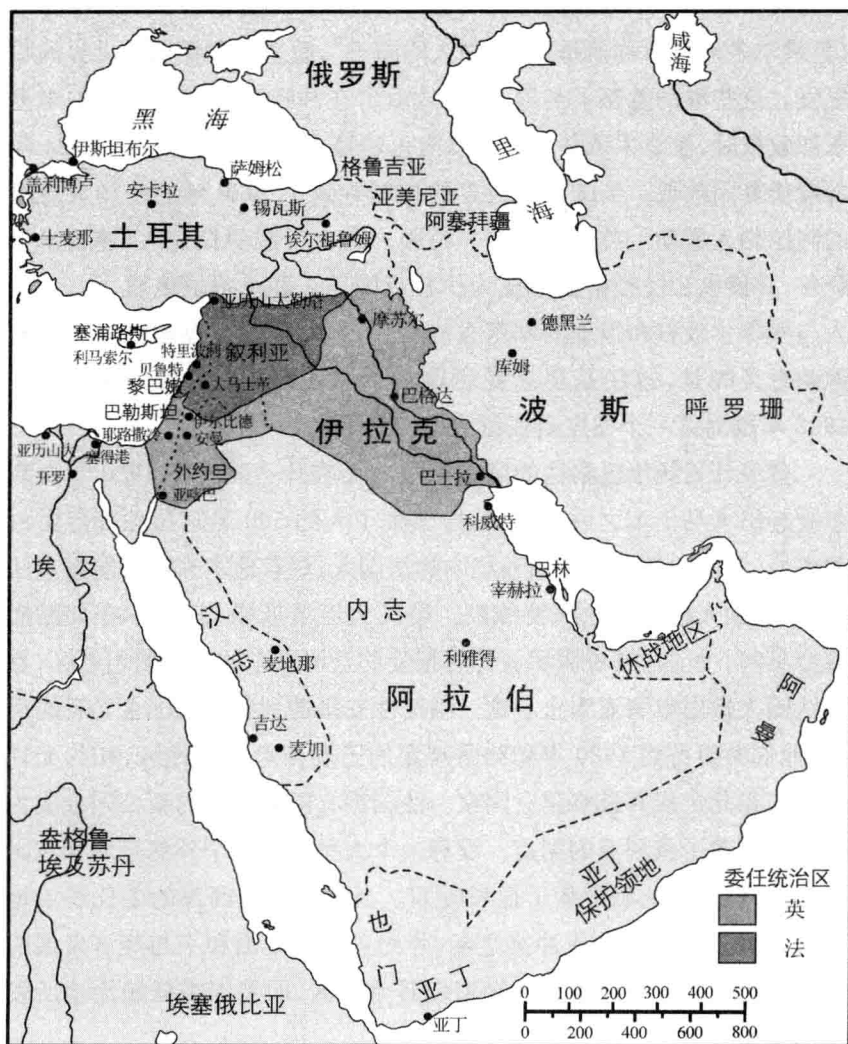 俄罗斯
咸海
黑海
里海
伊斯坦布尔
盖利博卢
萨姆松
安卡拉
锡瓦斯
格鲁吉亚
亚美尼亚
阿塞拜疆
土耳其
埃尔祖鲁姆
士麦那
亚历山大勒塔
摩苏尔
德黑兰
塞浦路斯
利马索尔
特里波利
叙利亚
贝鲁特
黎巴嫩
大马士革
库姆
巴格达
波斯
呼罗珊
巴勒斯坦
伊尔比德
伊拉克
亚历山大
耶路撒冷
安曼
塞得港
开罗
外约旦
巴士拉
亚喀巴
科威特
埃及
巴林
宰赫拉
汉志
内志
休战地区
麦地那
利雅得
阿拉伯
阿曼
吉达
麦加
盎格鲁—
埃及苏丹
亚丁
保护领地
委任统治区
英
法
也门
亚丁
埃塞俄比亚
亚丁
0 100 200 300 400 500
0 200 400 600 800